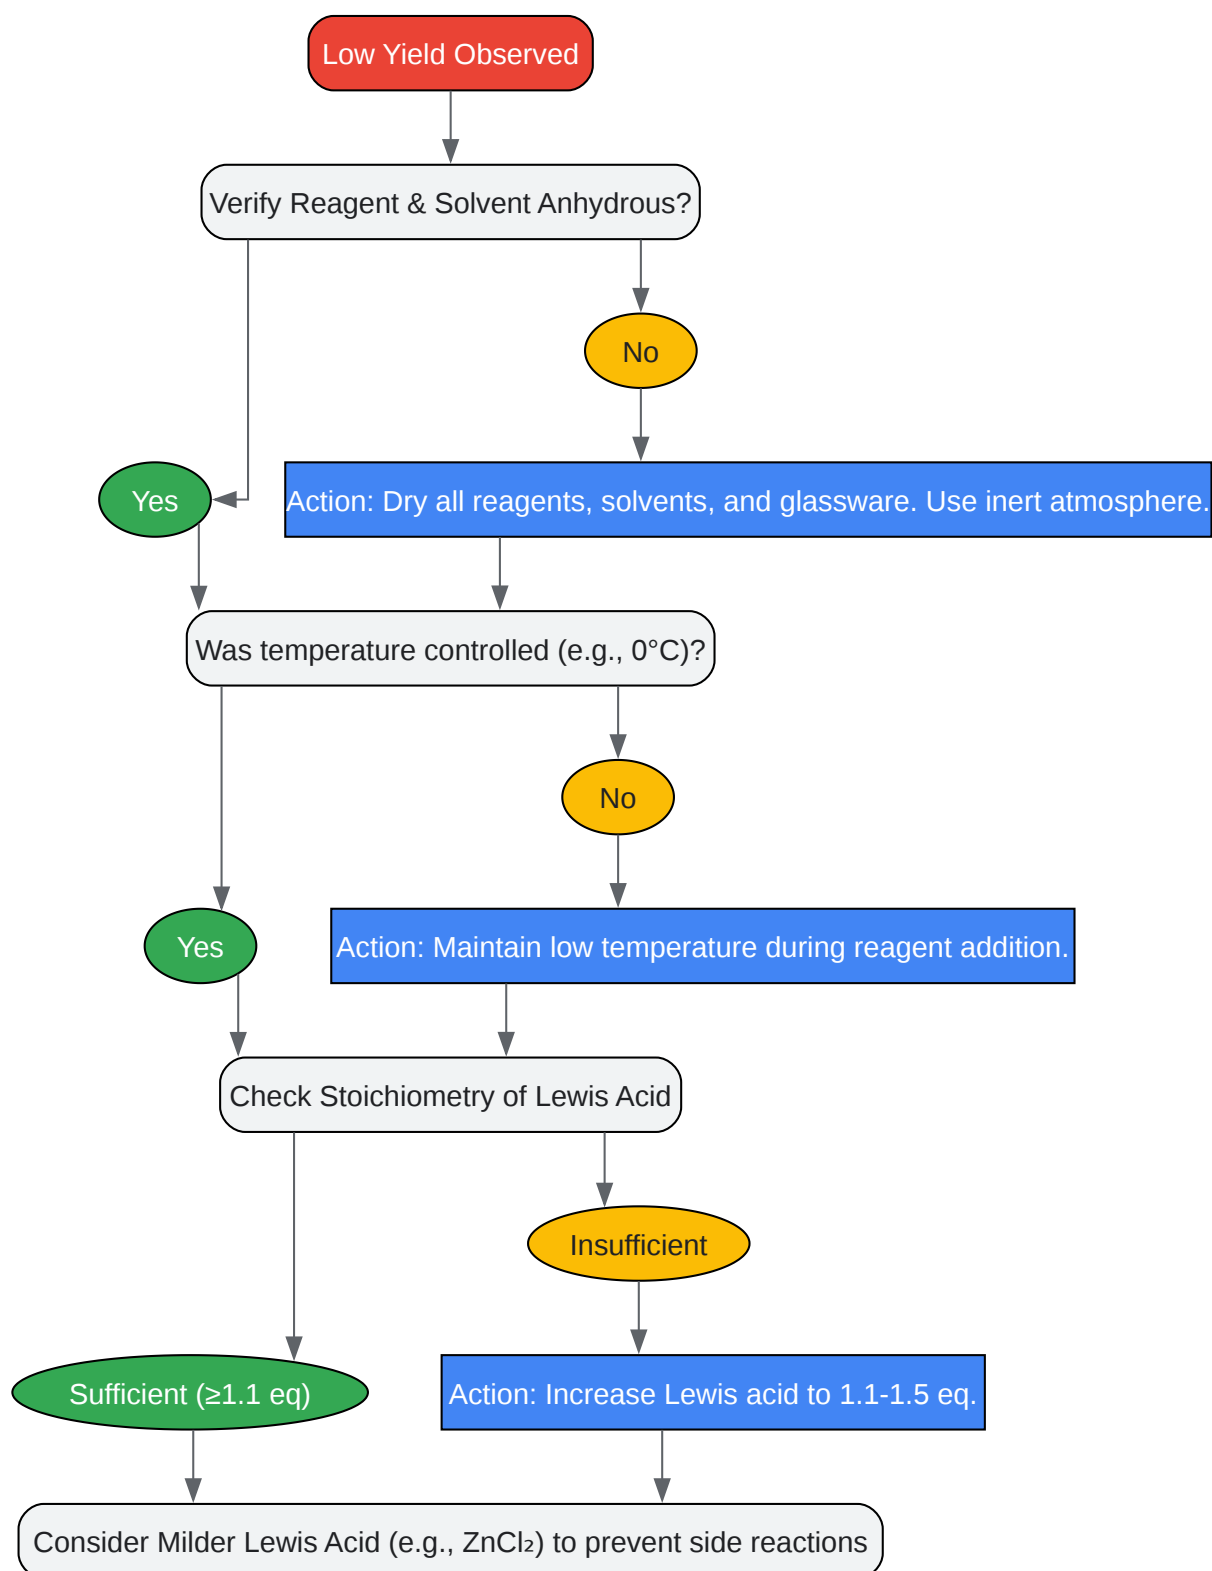 Low Yield Observed
Verify Reagent & Solvent Anhydrous?
No
Yes
Action: Dry all reagents, solvents, and glassware. Use inert atmosphere.
Was temperature controlled (e.g., 0°C)?
No
Yes
Action: Maintain low temperature during reagent addition.
Check Stoichiometry of Lewis Acid
Insufficient
Sufficient (≥1.1 eq)
Action: Increase Lewis acid to 1.1-1.5 eq.
Consider Milder Lewis Acid (e.g., ZnCl₂) to prevent side reactions